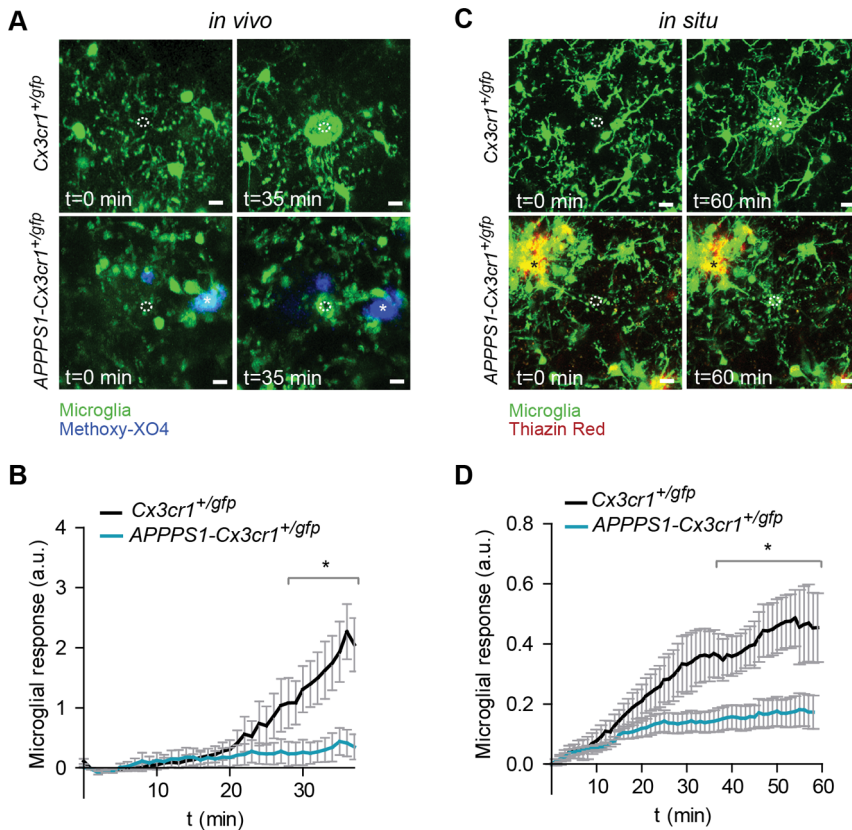 A
in vivo
Cx3cr1+/gfp
t=0 min
t=35 min
APPPS1-Cx3cr1+/gfp
*
*
t=0 min
t=35 min
Microglia
Methoxy-XO4
C
in situ
Cx3cr1+/gfp
t=0 min
t=60 min
APPPS1-Cx3cr1+/gfp
*
*
t=0 min
t=60 min
Microglia
Thiazin Red
B
Cx3cr1+/gfp
APPPS1-Cx3cr1+/gfp
*
Microglial response (a.u.)
4
3
2
1
0
10
20
30
t (min)
D
Cx3cr1+/gfp
APPPS1-Cx3cr1+/gfp
*
Microglial response (a.u.)
0.8
0.6
0.4
0.2
0.0
10
20
30
40
50
60
t (min)